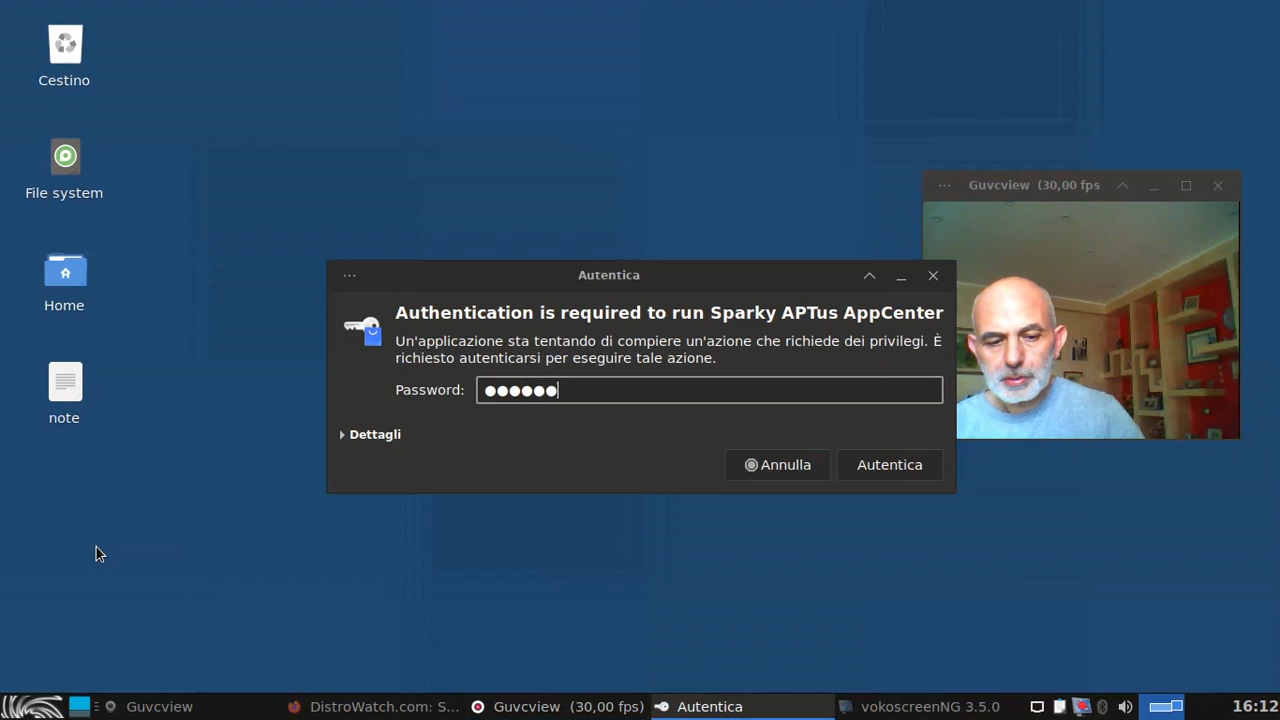 Cestino
File system
Home
note
Guvcview (30,00 fps
Autentica
Authentication is required to run Sparky APTus AppCenter
Un'applicazione sta tentando di compiere un'azione che richiede dei privilegi. È
richiesto autenticarsi per eseguire tale azione.
Password: ●●●●●●
Dettagli
Annulla
Autentica
Guvcview
DistroWatch.com: S...
Guvcview (30,00 fps)
Autentica
vokoscreenNG 3.5.0
16:12